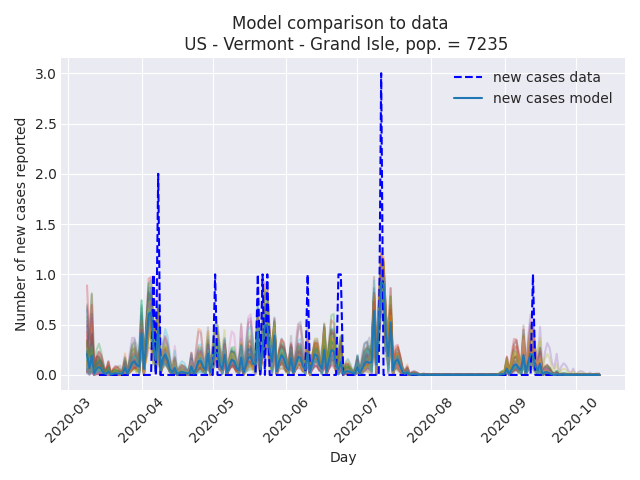 Model comparison to data
US - Vermont - Grand Isle, pop. = 7235
new cases data
new cases model
Number of new cases reported
3.0
2.5
2.0
1.5
1.0
0.5
0.0
2020-03
2020-04
2020-05
2020-06
2020-07
2020-08
2020-09
2020-10
Day